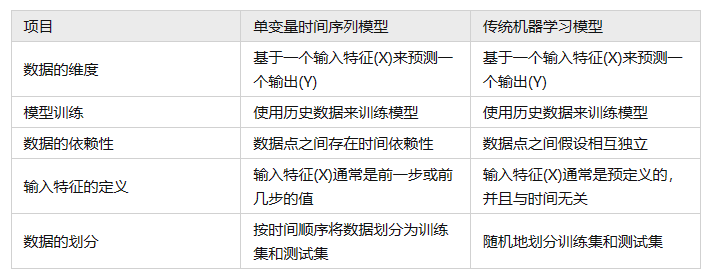 项目
单变量时间序列模型
传统机器学习模型
数据的维度
基于一个输入特征(X)来预测一
个输出(Y)
基于一个输入特征(X)来预测一
个输出(Y)
模型训练
使用历史数据来训练模型
使用历史数据来训练模型
数据的依赖性
数据点之间存在时间依赖性
数据点之间假设相互独立
输入特征的定义
输入特征(X)通常是前一步或前
几步的值
输入特征(X)通常是预定义的,
并且与时间无关
数据的划分
按时间顺序将数据划分为训练
集和测试集
随机地划分训练集和测试集